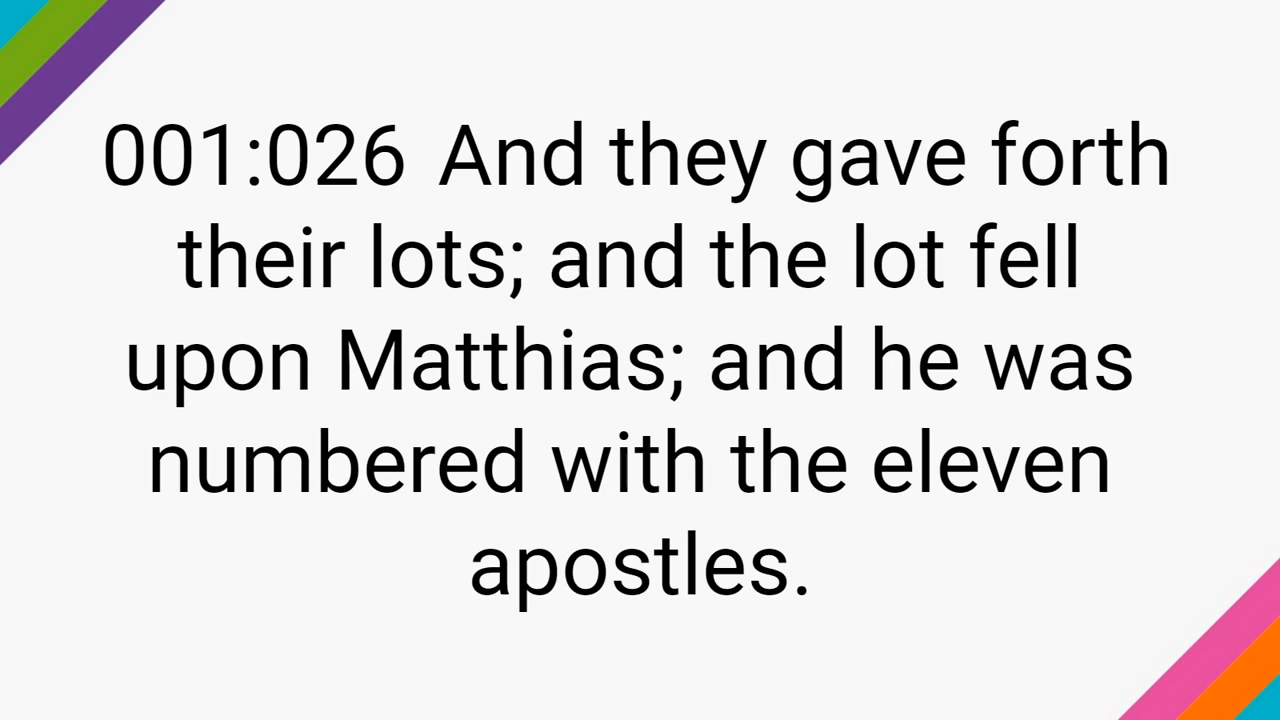 001:026 And they gave forth
their lots; and the lot fell
upon Matthias; and he was
numbered with the eleven
apostles.